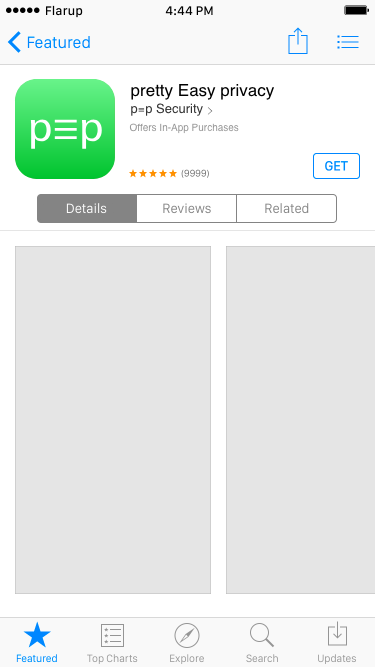 Flarup 4:44 PM
Featured
p≡p
pretty Easy privacy
p=p Security
Offers In-App Purchases
★★★★★ (9999)
GET
Details Reviews Related
Featured Top Charts Explore Search Updates